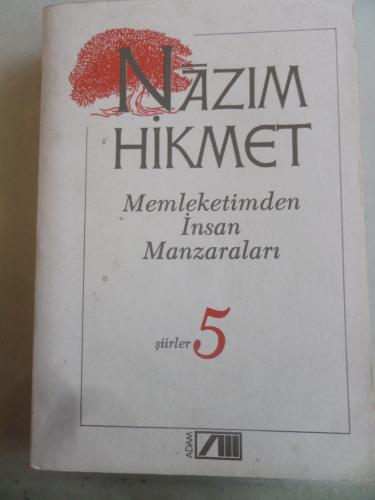 NÂZIM
HİKMET
Memleketimden
İnsan
Manzaraları
şiirler 5
ADAM